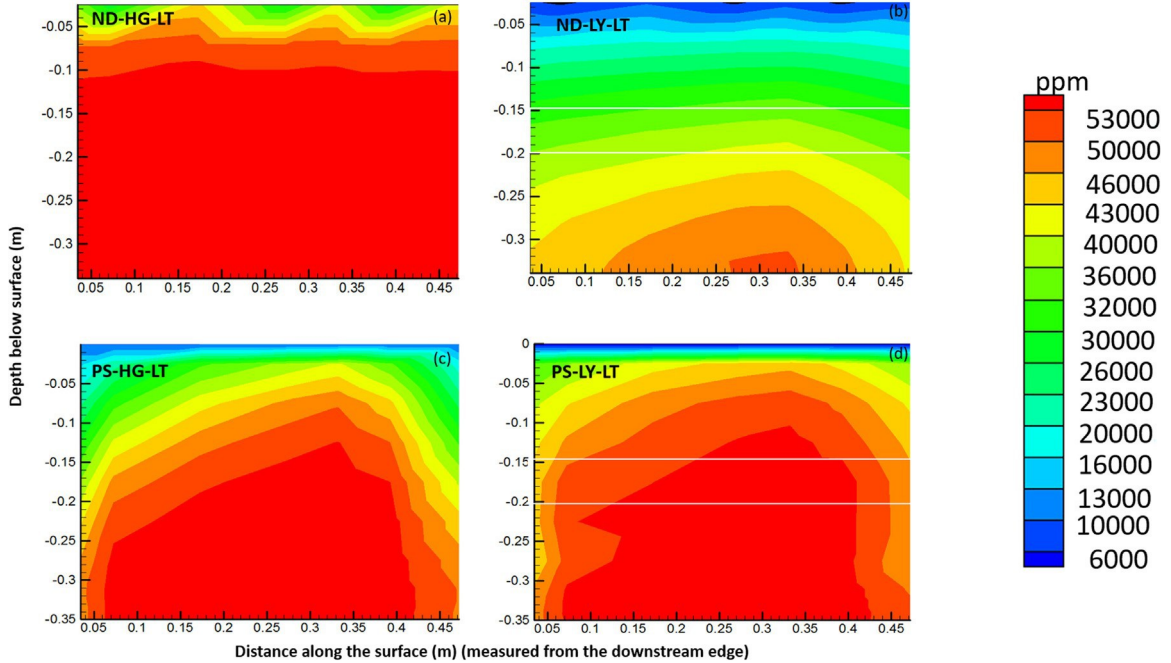 ND-HG-LT
(a)
-0.05
-0.1
-0.15
-0.2
-0.25
-0.3
0.05 0.1 0.15 0.2 0.25 0.3 0.35 0.4 0.45
ND-LY-LT
(b)
-0.05
-0.1
-0.15
-0.2
-0.3
0.05 0.1 0.15 0.2 0.25 0.3 0.35 0.4 0.45
PS-HG-LT
(c)
-0.05
-0.1
-0.15
-0.2
-0.25
-0.3
-0.35
0.05 0.1 0.15 0.2 0.25 0.3 0.35 0.4 0.45
PS-LY-LT
(d)
0
-0.05
-0.1
-0.15
-0.2
-0.25
-0.3
-0.35
0.05 0.1 0.15 0.2 0.25 0.3 0.35 0.4 0.45
Depth below surface (m)
Distance along the surface (m) (measured from the downstream edge)
ppm
53000
50000
46000
43000
40000
36000
32000
30000
26000
23000
20000
16000
13000
10000
6000